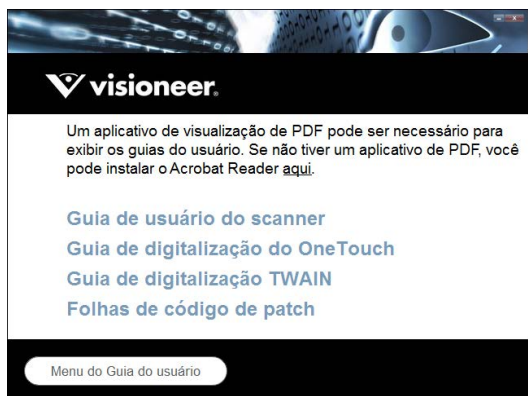 visioneer®
Um aplicativo de visualização de PDF pode ser necessário para
exibir os guias do usuário. Se não tiver um aplicativo de PDF, você
pode instalar o Acrobat Reader aqui.
Guia de usuário do scanner
Guia de digitalização do OneTouch
Guia de digitalização TWAIN
Folhas de código de patch
Menu do Guia do usuário